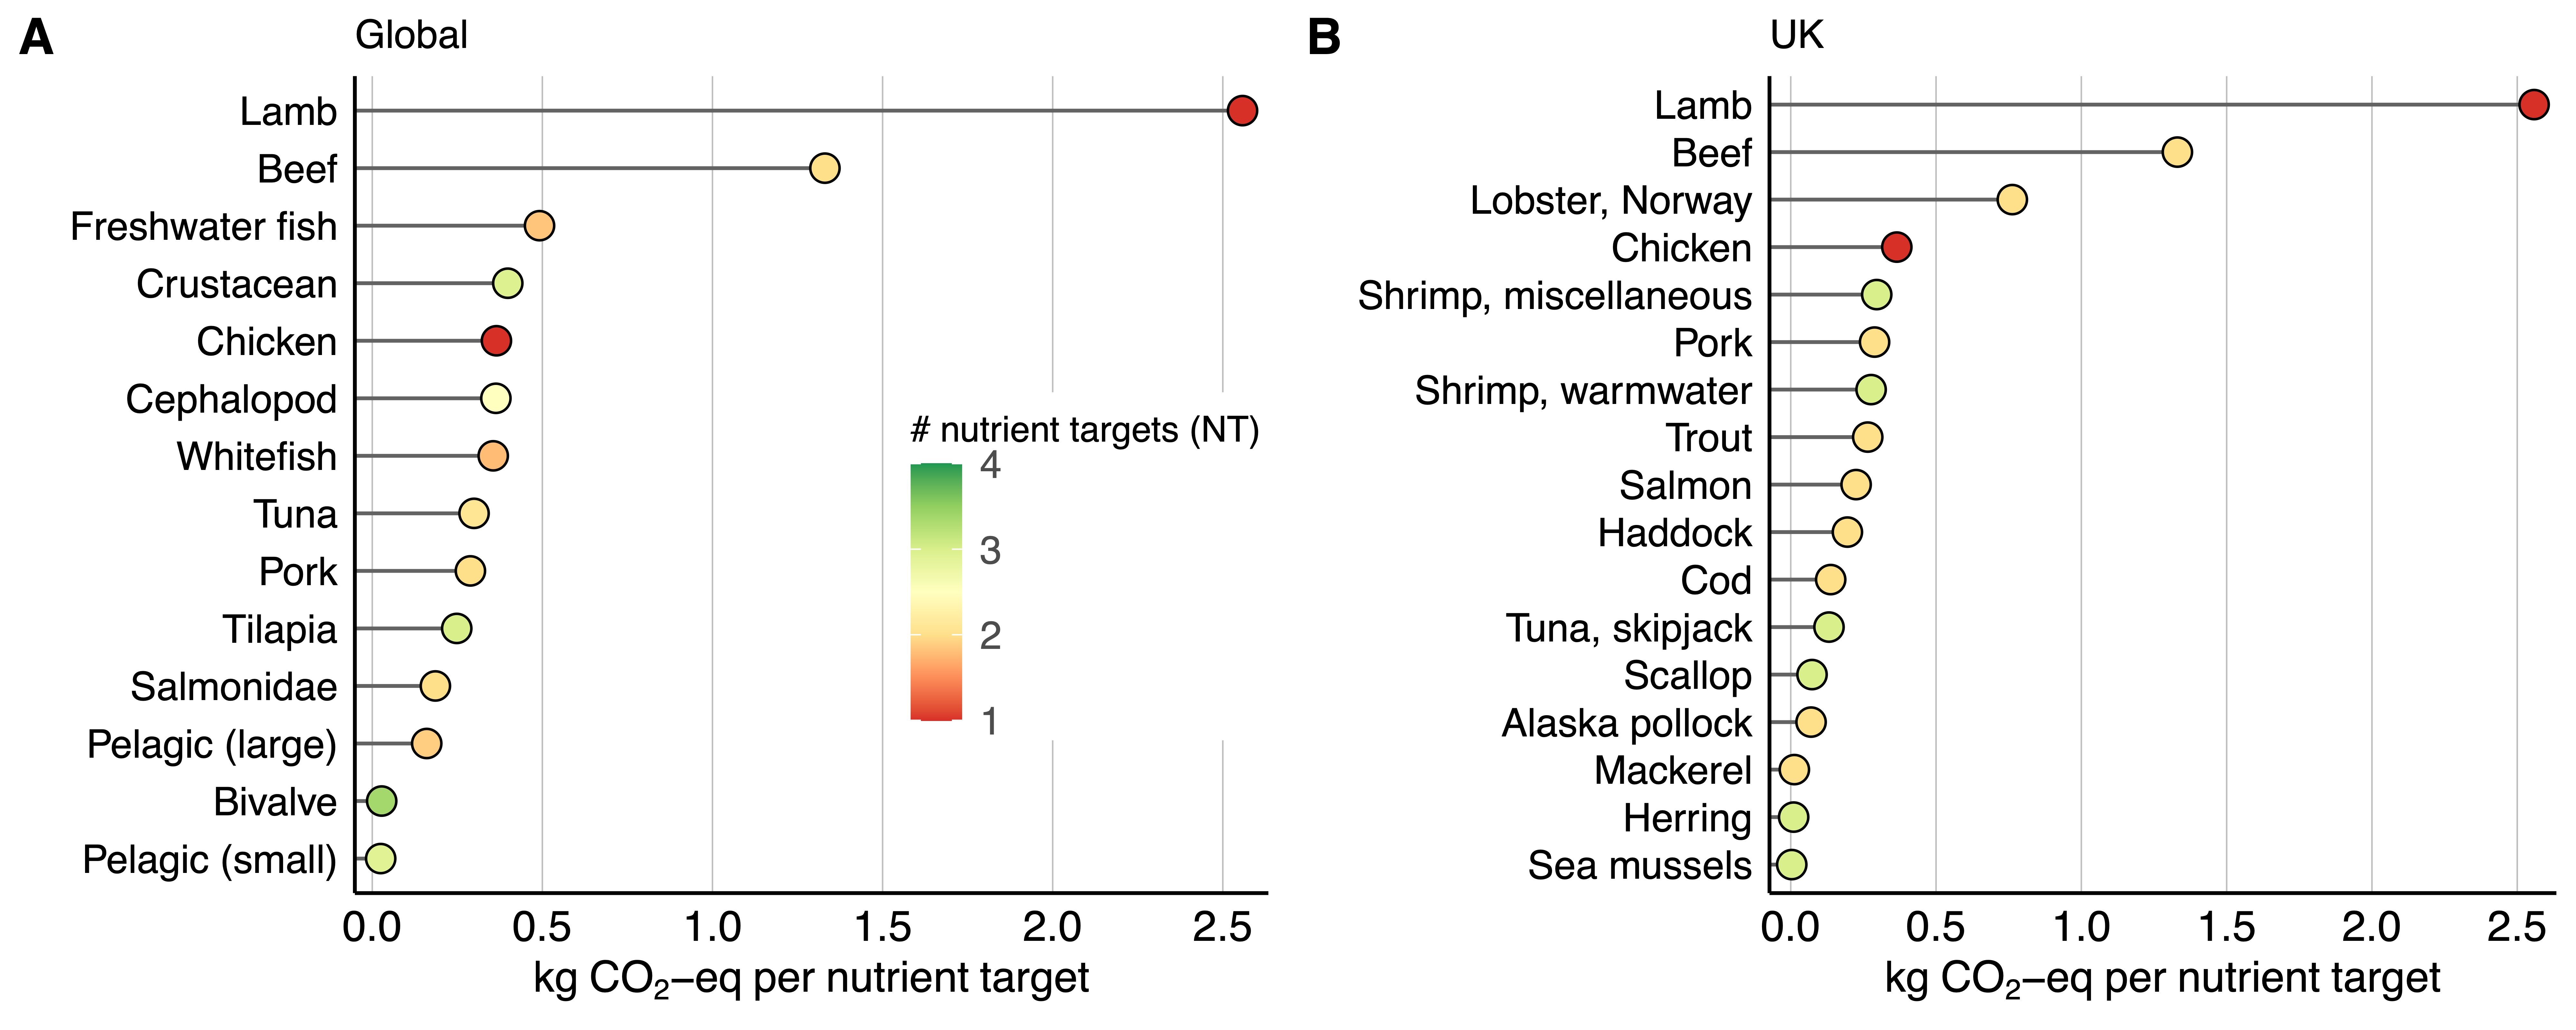 A
Global
Lamb
Beef
Freshwater fish
Crustacean
Chicken
Cephalopod
Whitefish
Tuna
Pork
Tilapia
Salmonidae
Pelagic (large)
Bivalve
Pelagic (small)
# nutrient targets (NT)
4
3
2
1
0.0 0.5 1.0 1.5 2.0 2.5
kg CO₂–eq per nutrient target
B
UK
Lamb
Beef
Lobster, Norway
Chicken
Shrimp, miscellaneous
Pork
Shrimp, warmwater
Trout
Salmon
Haddock
Cod
Tuna, skipjack
Scallop
Alaska pollock
Mackerel
Herring
Sea mussels
0.0 0.5 1.0 1.5 2.0 2.5
kg CO₂–eq per nutrient target